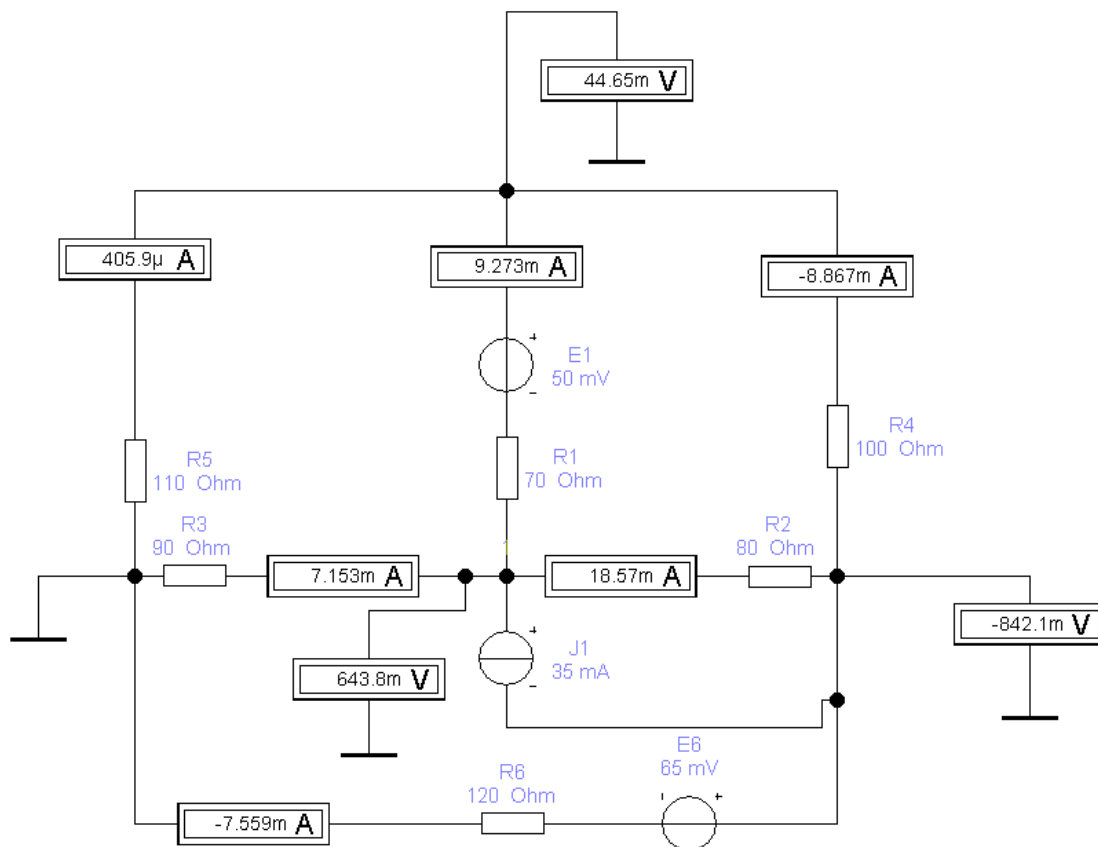 44.65m V
405.9µ A
9.273m A
-8.867m A
+
E1
50 mV
-
R4
100 Ohm
R5
110 Ohm
R1
70 Ohm
R3
90 Ohm
R2
80 Ohm
1
7.153m A
18.57m A
-842.1m V
+
J1
35 mA
-
643.8m V
E6
65 mV
R6
120 Ohm
- +
-7.559m A